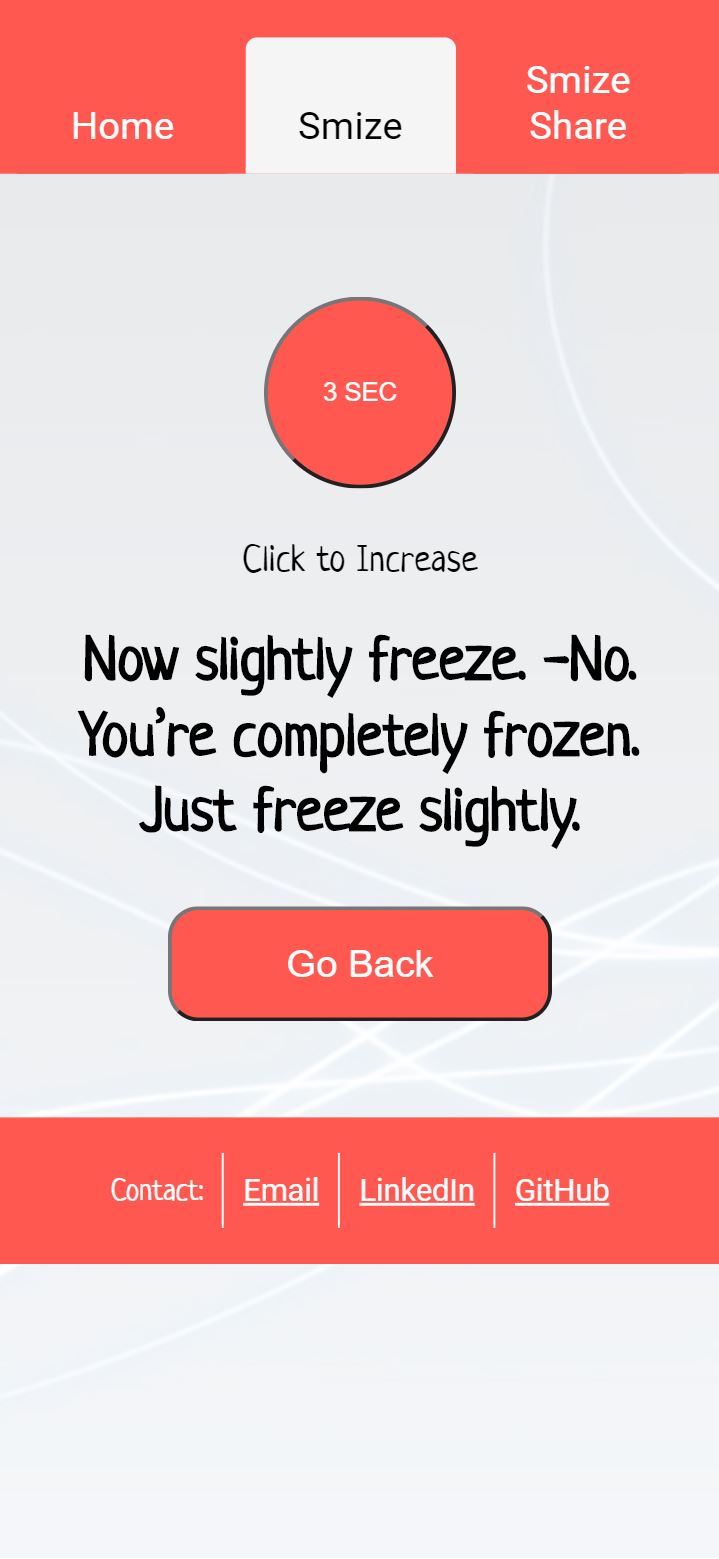 Home
Smize
Smize
Share
3 SEC
Click to Increase
Now slightly freeze. -No.
You’re completely frozen.
Just freeze slightly.
Go Back
Contact: Email LinkedIn GitHub